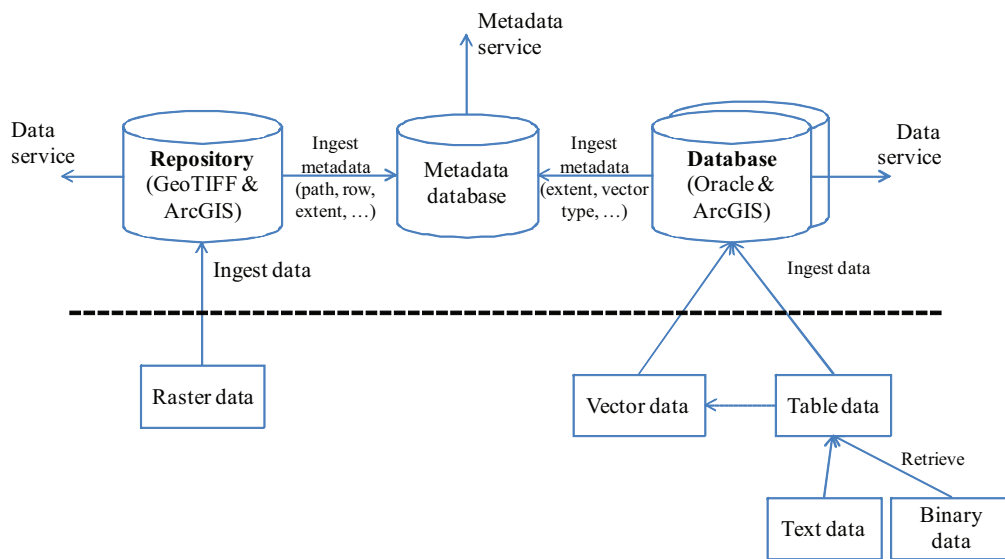 Metadata
service
Data
service
Repository
(GeoTIFF &
ArcGIS)
Ingest
metadata
(path, row,
extent, …)
Metadata
database
Ingest
metadata
(extent, vector
type, …)
Database
(Oracle &
ArcGIS)
Data
service
Ingest data
Ingest data
Raster data
Vector data
Table data
Retrieve
Text data
Binary
data